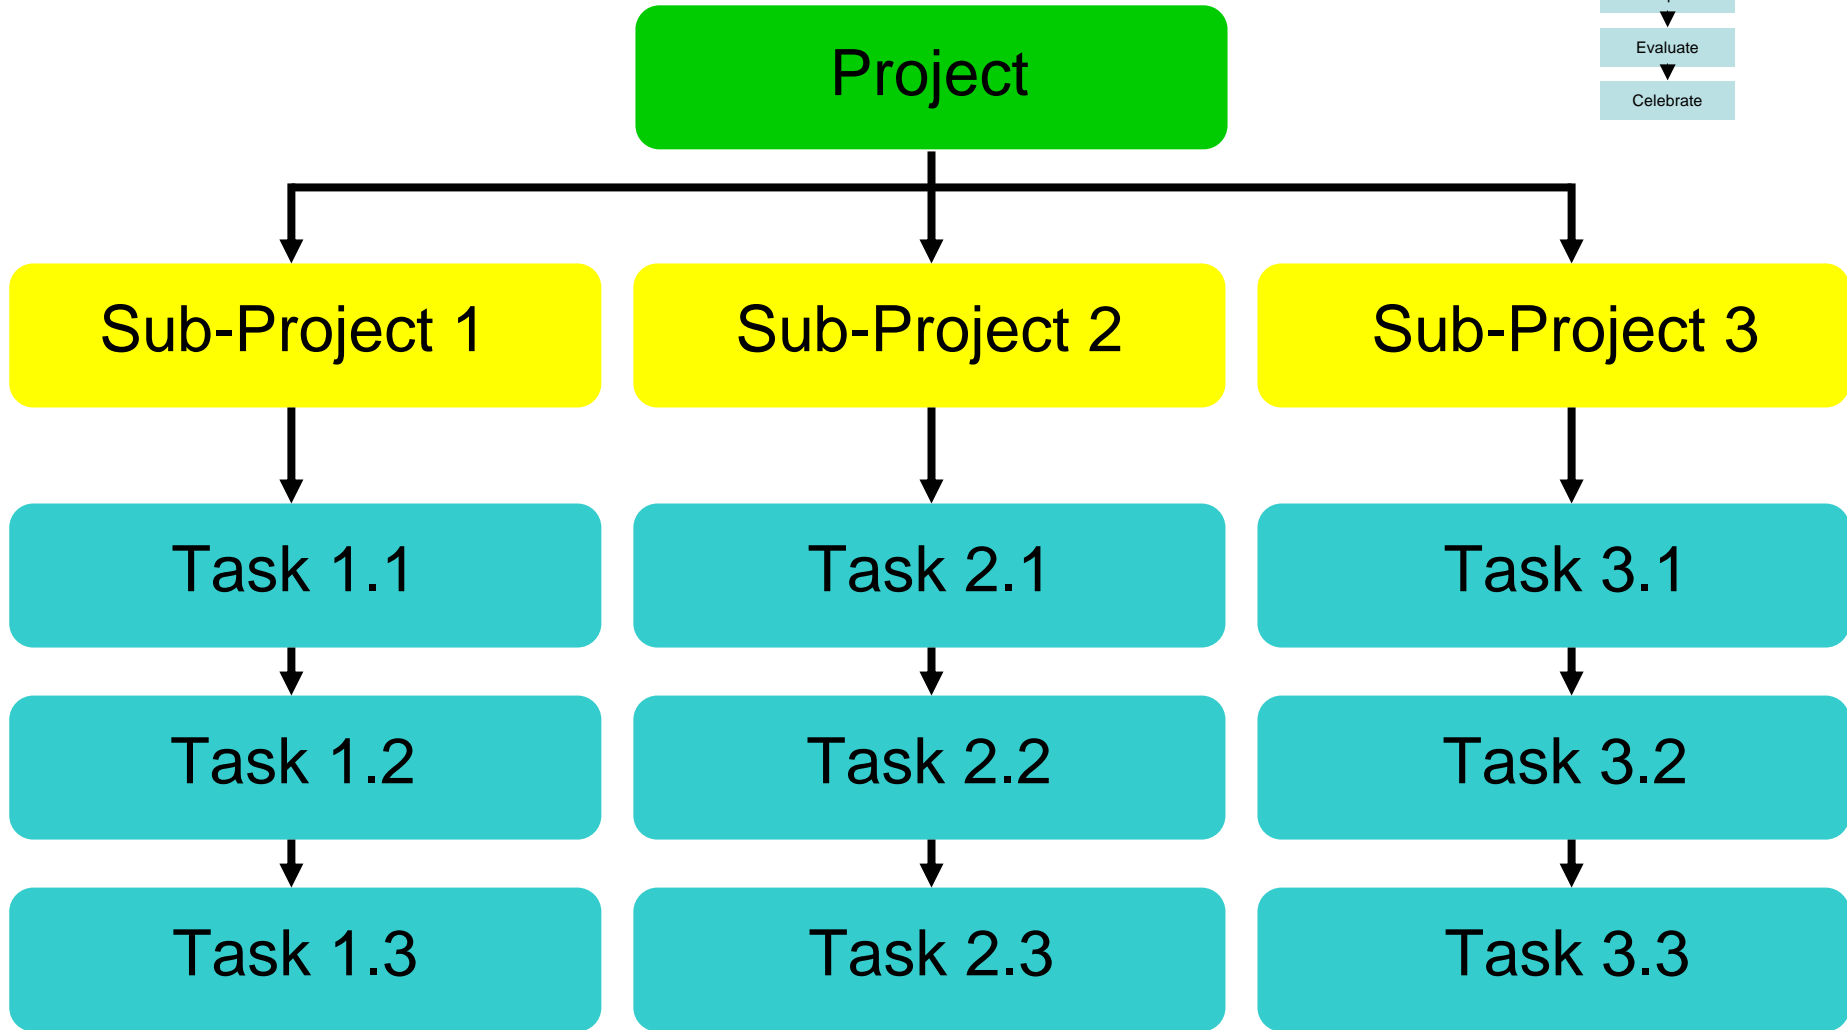 Project
Evaluate
Celebrate
Sub-Project 1
Sub-Project 2
Sub-Project 3
Task 1.1
Task 2.1
Task 3.1
Task 1.2
Task 2.2
Task 3.2
Task 1.3
Task 2.3
Task 3.3